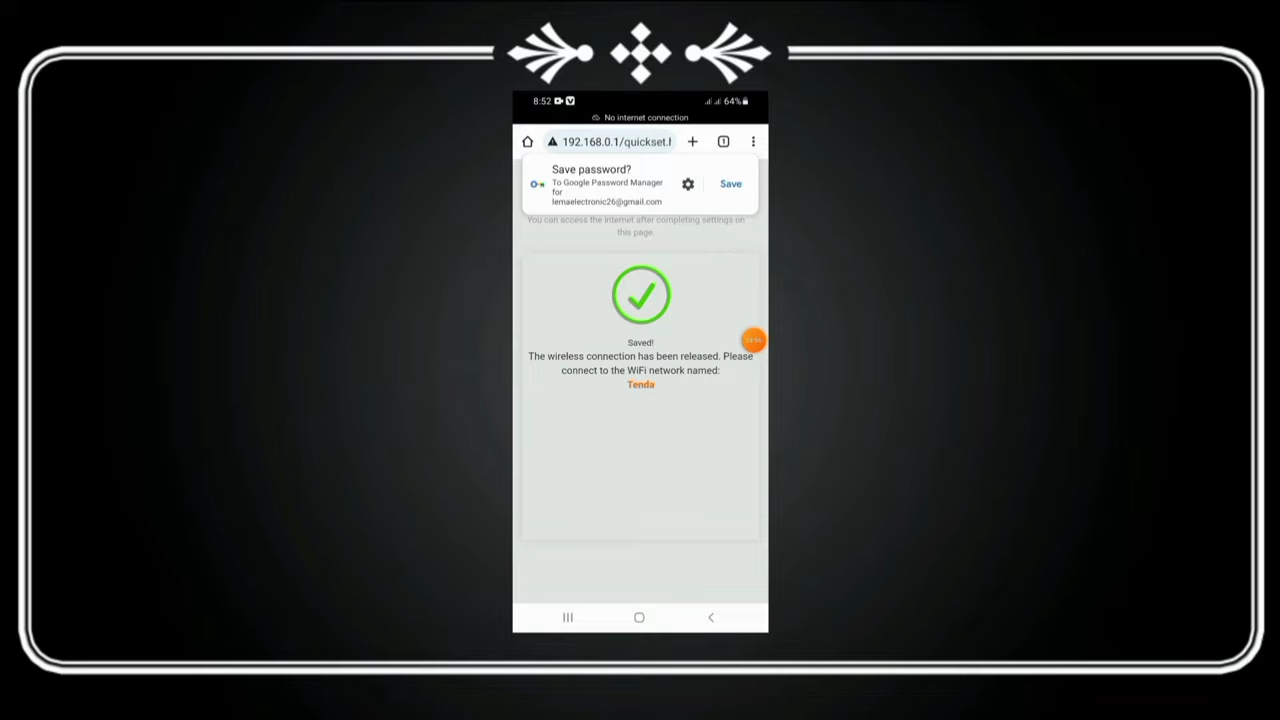 8:52
64%
No internet connection
192.168.0.1/quickset.
Save password?
To Google Password Manager
for
lemaelectronic26@gmail.com
Save
You can access the internet after completing settings on
this page.
Saved!
The wireless connection has been released. Please
connect to the WiFi network named:
Tenda